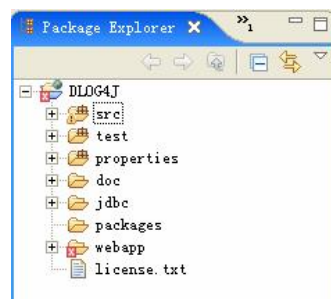 Package Explorer
»1
DLOG4J
src
test
properties
doc
jdbc
packages
webapp
license.txt